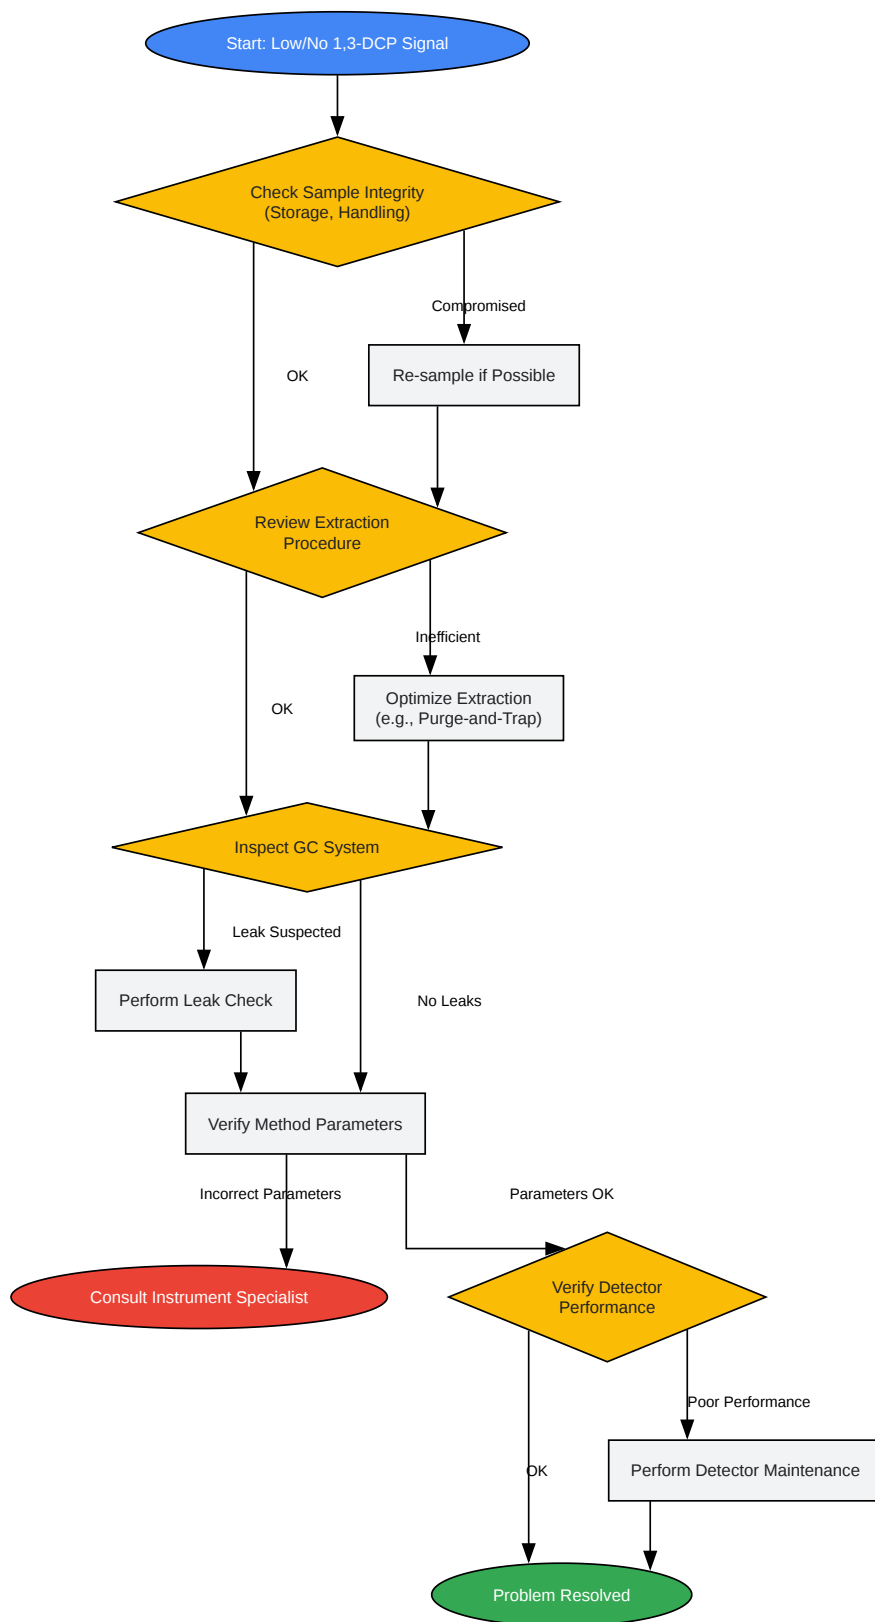 Start: Low/No 1,3-DCP Signal
Check Sample Integrity
(Storage, Handling)
Compromised
OK
Re-sample if Possible
Review Extraction
Procedure
Inefficient
OK
Optimize Extraction
(e.g., Purge-and-Trap)
Inspect GC System
Leak Suspected
Perform Leak Check
No Leaks
Verify Method Parameters
Incorrect Parameters
Parameters OK
Consult Instrument Specialist
Verify Detector
Performance
Poor Performance
OK
Perform Detector Maintenance
Problem Resolved